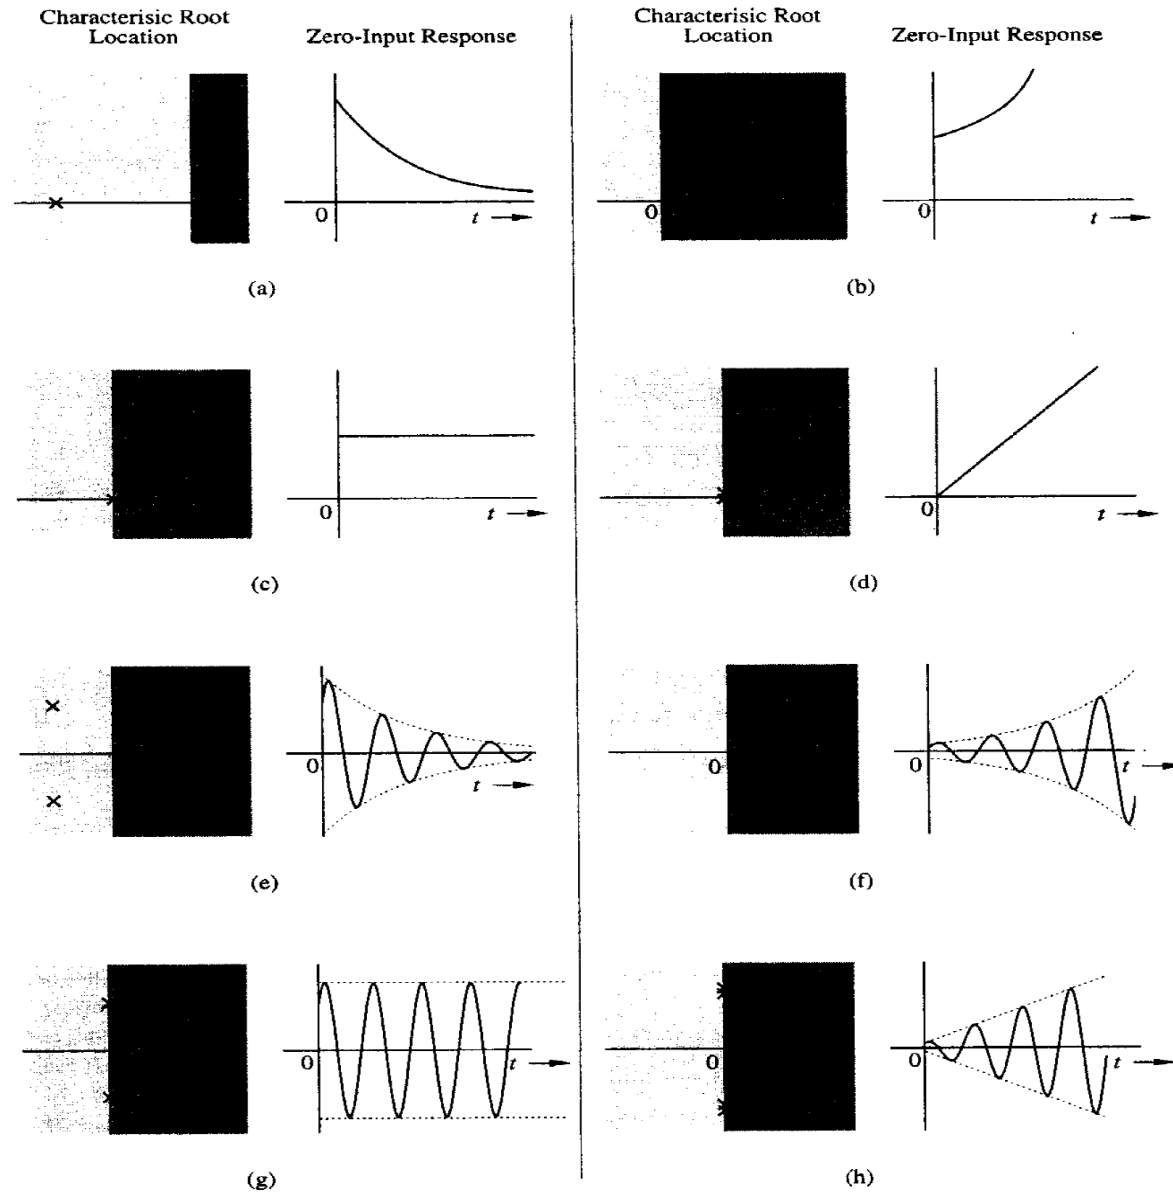 Characterisic Root
Location
Zero-Input Response
0
t
(a)
Characterisic Root
Location
Zero-Input Response
0
0
t
(b)
0
t
(c)
0
t
(d)
0
t
(e)
0
0
t
(f)
0
t
(g)
0
0
t
(h)